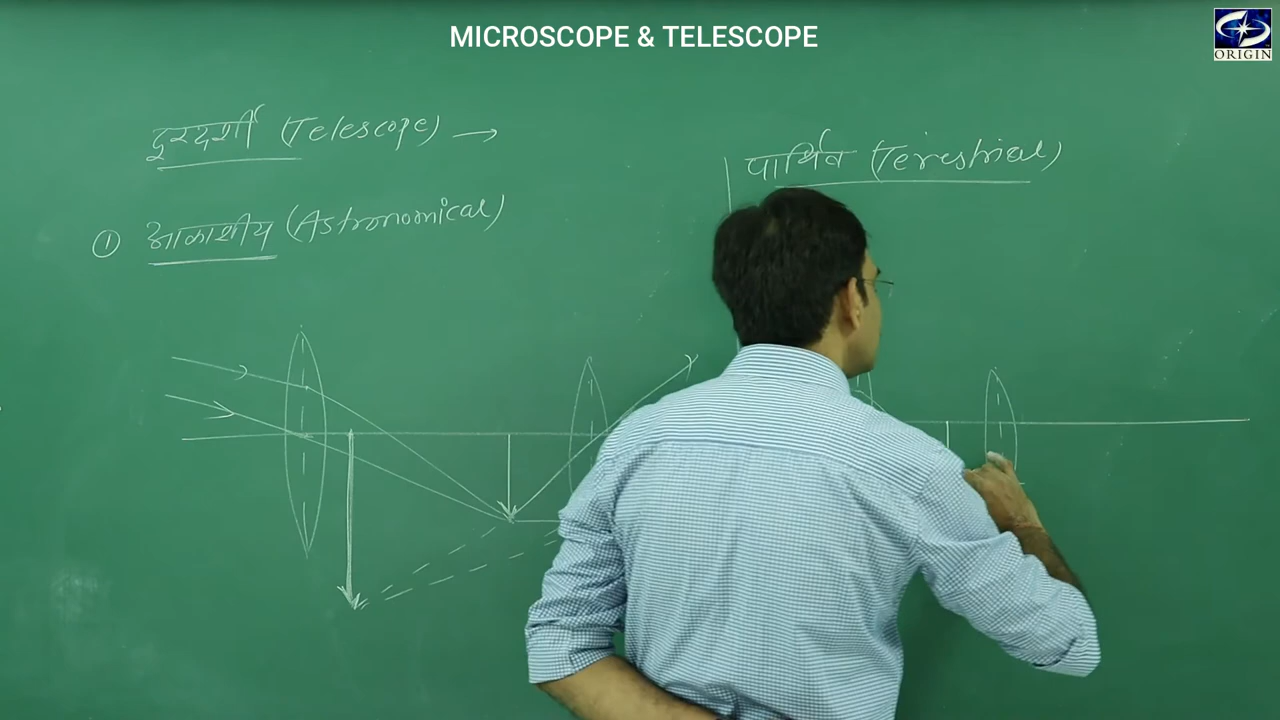 MICROSCOPE & TELESCOPE
ORIGIN
दूरदर्शी (Telescope) →
① आकाशीय (Astronomical)
पार्थिव (Terestrial)